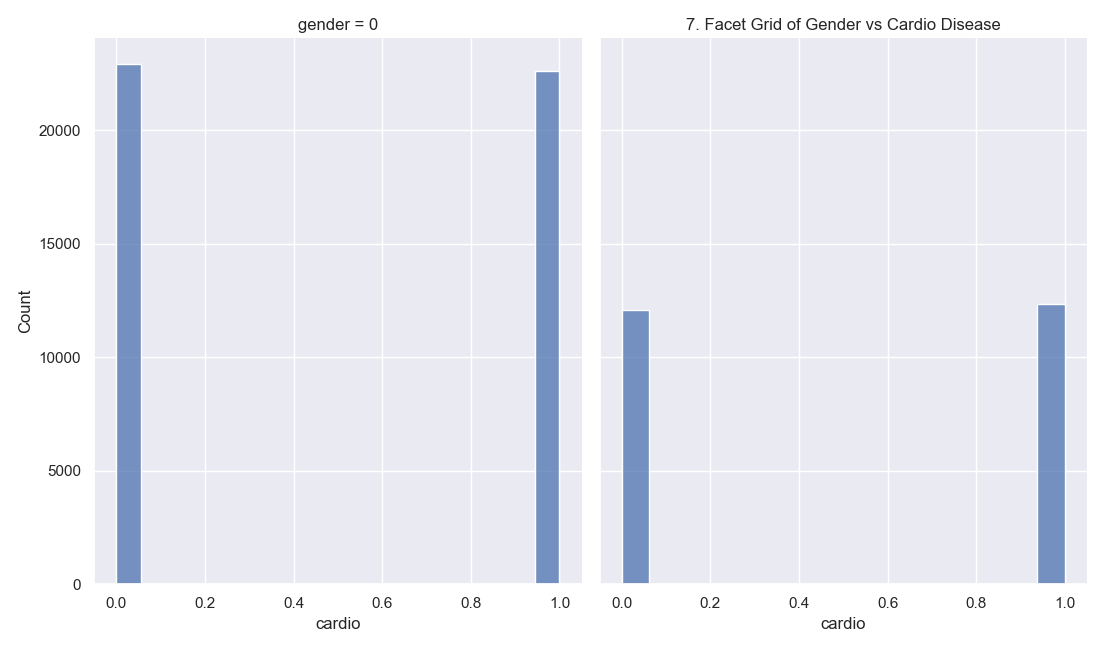 gender = 0
7. Facet Grid of Gender vs Cardio Disease
Count
20000
15000
10000
5000
0
0.0 0.2 0.4 0.6 0.8 1.0
0.0 0.2 0.4 0.6 0.8 1.0
cardio
cardio